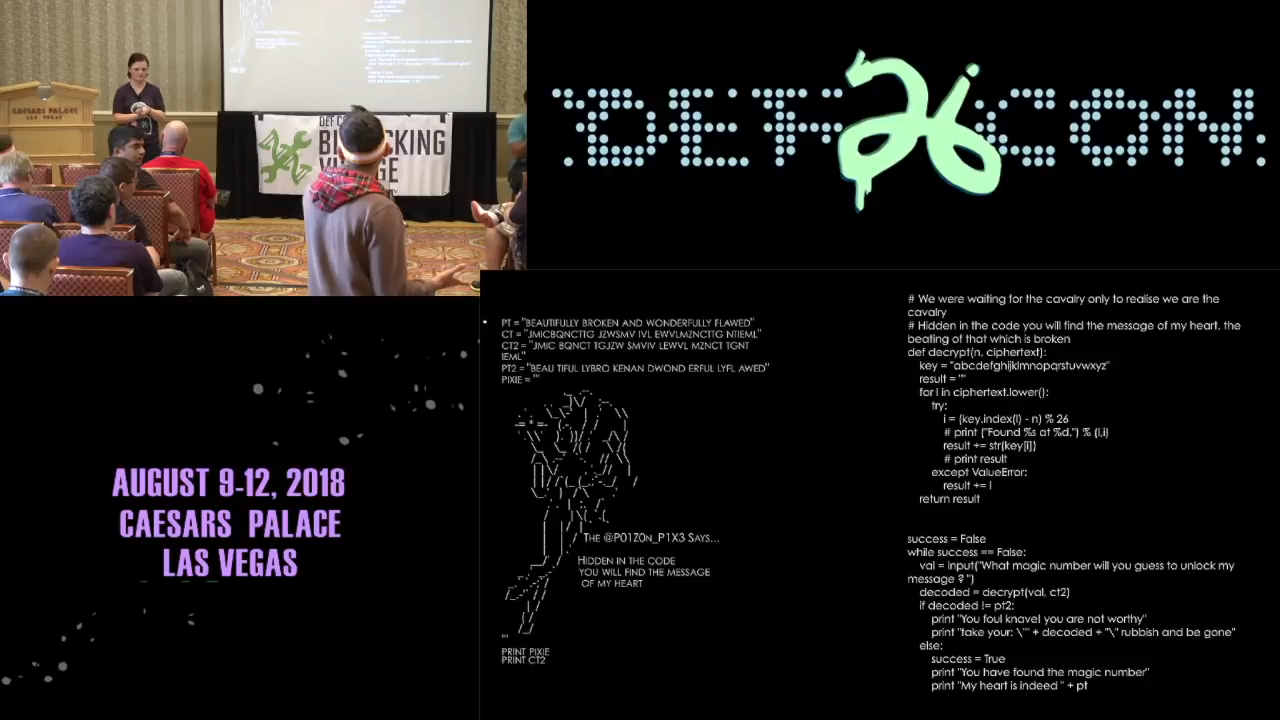 CAESARS PALACE
LAS VEGAS
DEF CO
BI CKING
VI GE
DEF 26 CON
AUGUST 9-12, 2018
CAESARS PALACE
LAS VEGAS
PT = "BEAUTIFULLY BROKEN AND WONDERFULLY FLAWED"
CT = "JMICBQNCTTG JZWSMV IVL EWVLMZNCTTG NTIEML"
CT2 = "JMIC BQNCT TGJZW SMVIV LEWVL MZNCT TGNT
IEML"
PT2 = "BEAU TIFUL LYBRO KENAN DWOND ERFUL LYFL AWED"
PIXIE = '''
THE @P01Z0N_P1X3 SAYS...
HIDDEN IN THE CODE
YOU WILL FIND THE MESSAGE
OF MY HEART
'''
PRINT PIXIE
PRINT CT2
# We were waiting for the cavalry only to realise we are the
cavalry
# Hidden in the code you will find the message of my heart, the
beating of that which is broken
def decrypt(n, ciphertext):
key = "abcdefghijklmnopqrstuvwxyz"
result = ""
for l in ciphertext.lower():
try:
i = (key.index(l) - n) % 26
# print ("Found %s at %d,") % (l,i)
result += str(key[i])
# print result
except ValueError:
result += l
return result
success = False
while success == False:
val = input("What magic number will you guess to unlock my
message ? ")
decoded = decrypt(val, ct2)
if decoded != pt2:
print "You foul knave! you are not worthy"
print "take your: \"" + decoded + "\" rubbish and be gone"
else:
success = True
print "You have found the magic number"
print "My heart is indeed " + pt